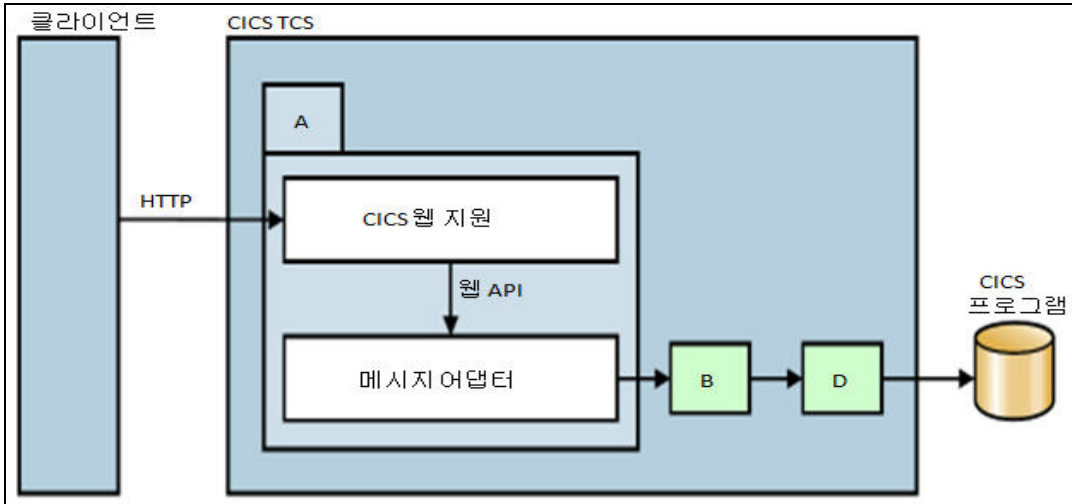 클라이언트
CICS TCS
A
HTTP
CICS 웹 지원
웹 API
메시지 어댑터
B
D
CICS
프로그램